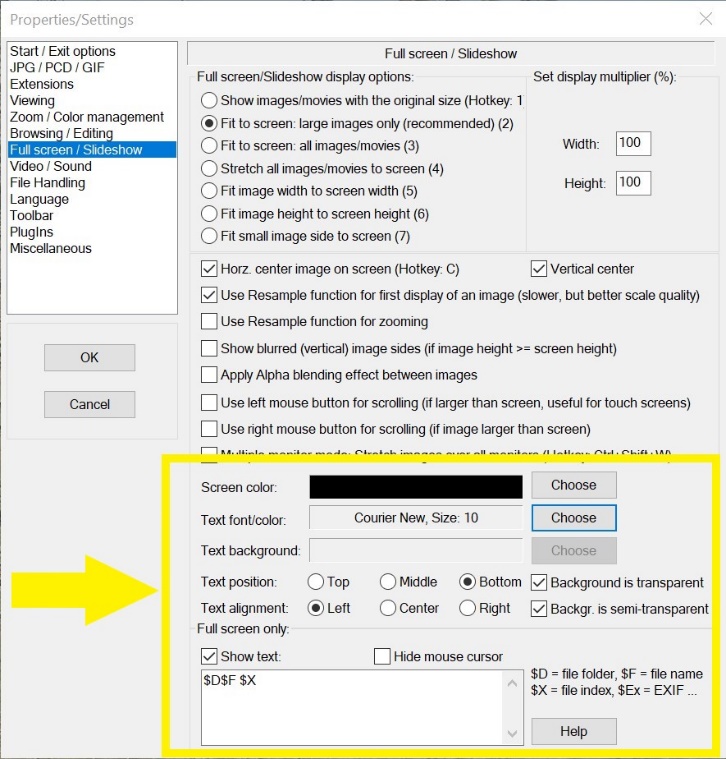 Properties/Settings
Start / Exit options
JPG / PCD / GIF
Extensions
Viewing
Zoom / Color management
Browsing / Editing
Full screen / Slideshow
Video / Sound
File Handling
Language
Toolbar
PlugIns
Miscellaneous
OK
Cancel
Full screen / Slideshow
Full screen/Slideshow display options:
Show images/movies with the original size (Hotkey: 1
Fit to screen: large images only (recommended) (2)
Fit to screen: all images/movies (3)
Stretch all images/movies to screen (4)
Fit image width to screen width (5)
Fit image height to screen height (6)
Fit small image side to screen (7)
Set display multiplier (%):
Width: 100
Height: 100
Horz. center image on screen (Hotkey: C) Vertical center
Use Resample function for first display of an image (slower, but better scale quality)
Use Resample function for zooming
Show blurred (vertical) image sides (if image height >= screen height)
Apply Alpha blending effect between images
Use left mouse button for scrolling (if larger than screen, useful for touch screens)
Use right mouse button for scrolling (if image larger than screen)
Multiple monitor mode: Stretch images over all monitors (Hotkey: Ctrl+Shift+W)
Screen color: Choose
Text font/color: Courier New, Size: 10 Choose
Text background: Choose
Text position: Top Middle Bottom Background is transparent
Text alignment: Left Center Right Backgr. is semi-transparent
Full screen only:
Show text: Hide mouse cursor
$D$F $X
$D = file folder, $F = file name
$X = file index, $Ex = EXIF ...
Help